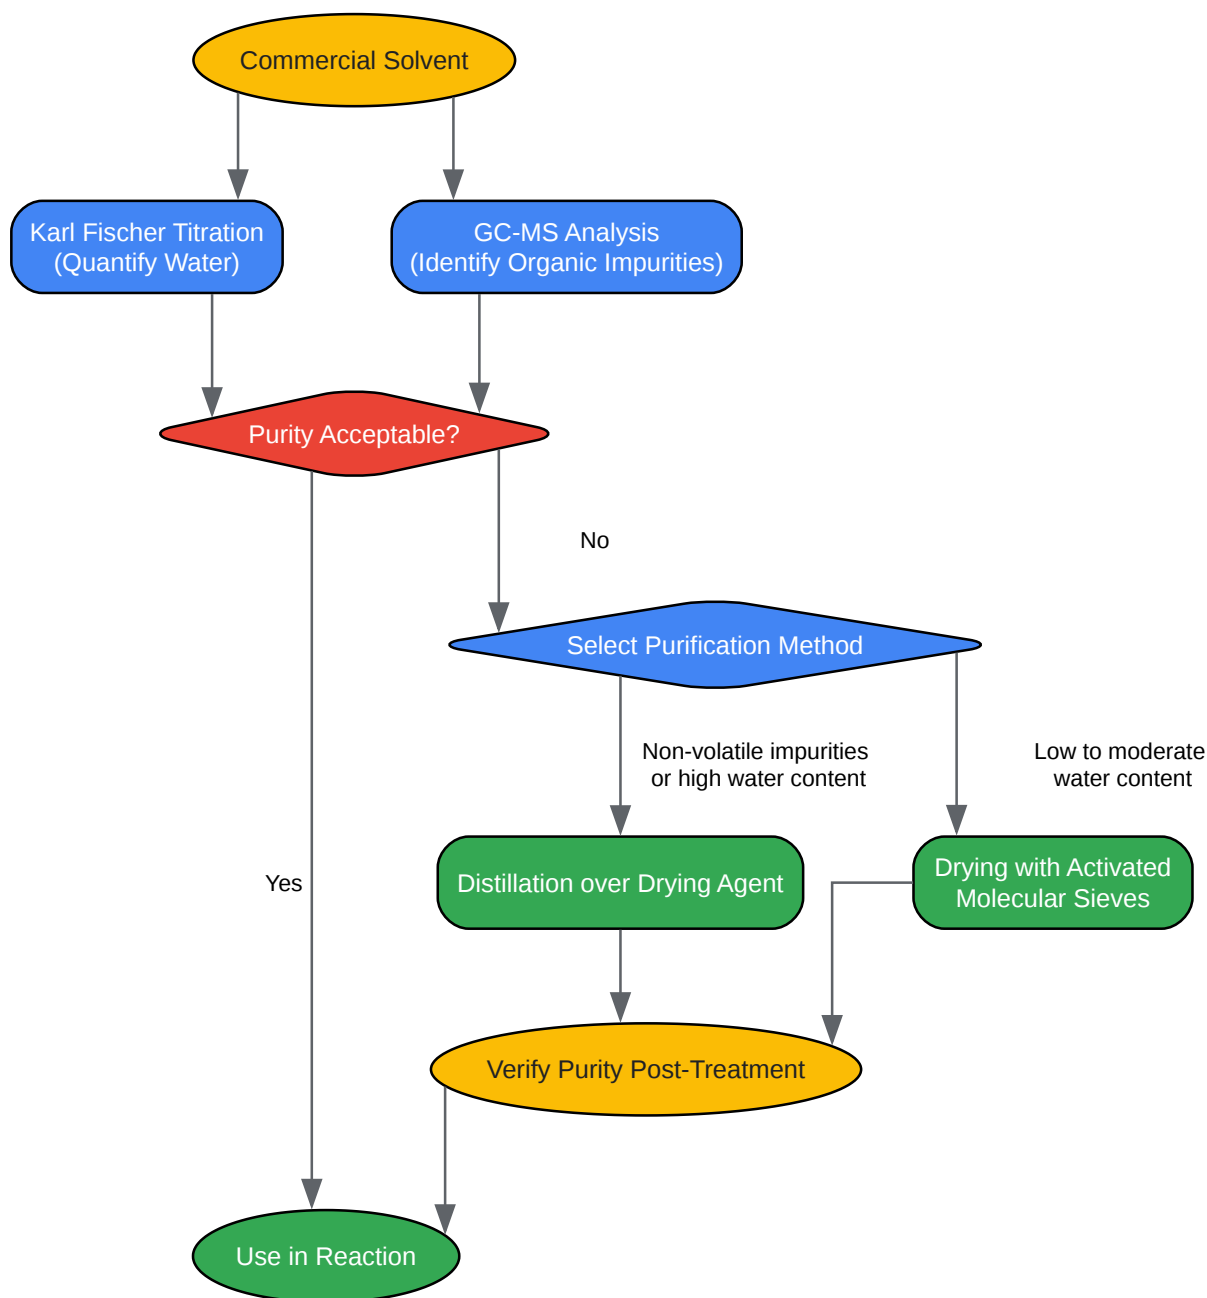 Commercial Solvent
Karl Fischer Titration
(Quantify Water)
GC-MS Analysis
(Identify Organic Impurities)
Purity Acceptable?
No
Select Purification Method
Non-volatile impurities
or high water content
Low to moderate
water content
Yes
Distillation over Drying Agent
Drying with Activated
Molecular Sieves
Verify Purity Post-Treatment
Use in Reaction